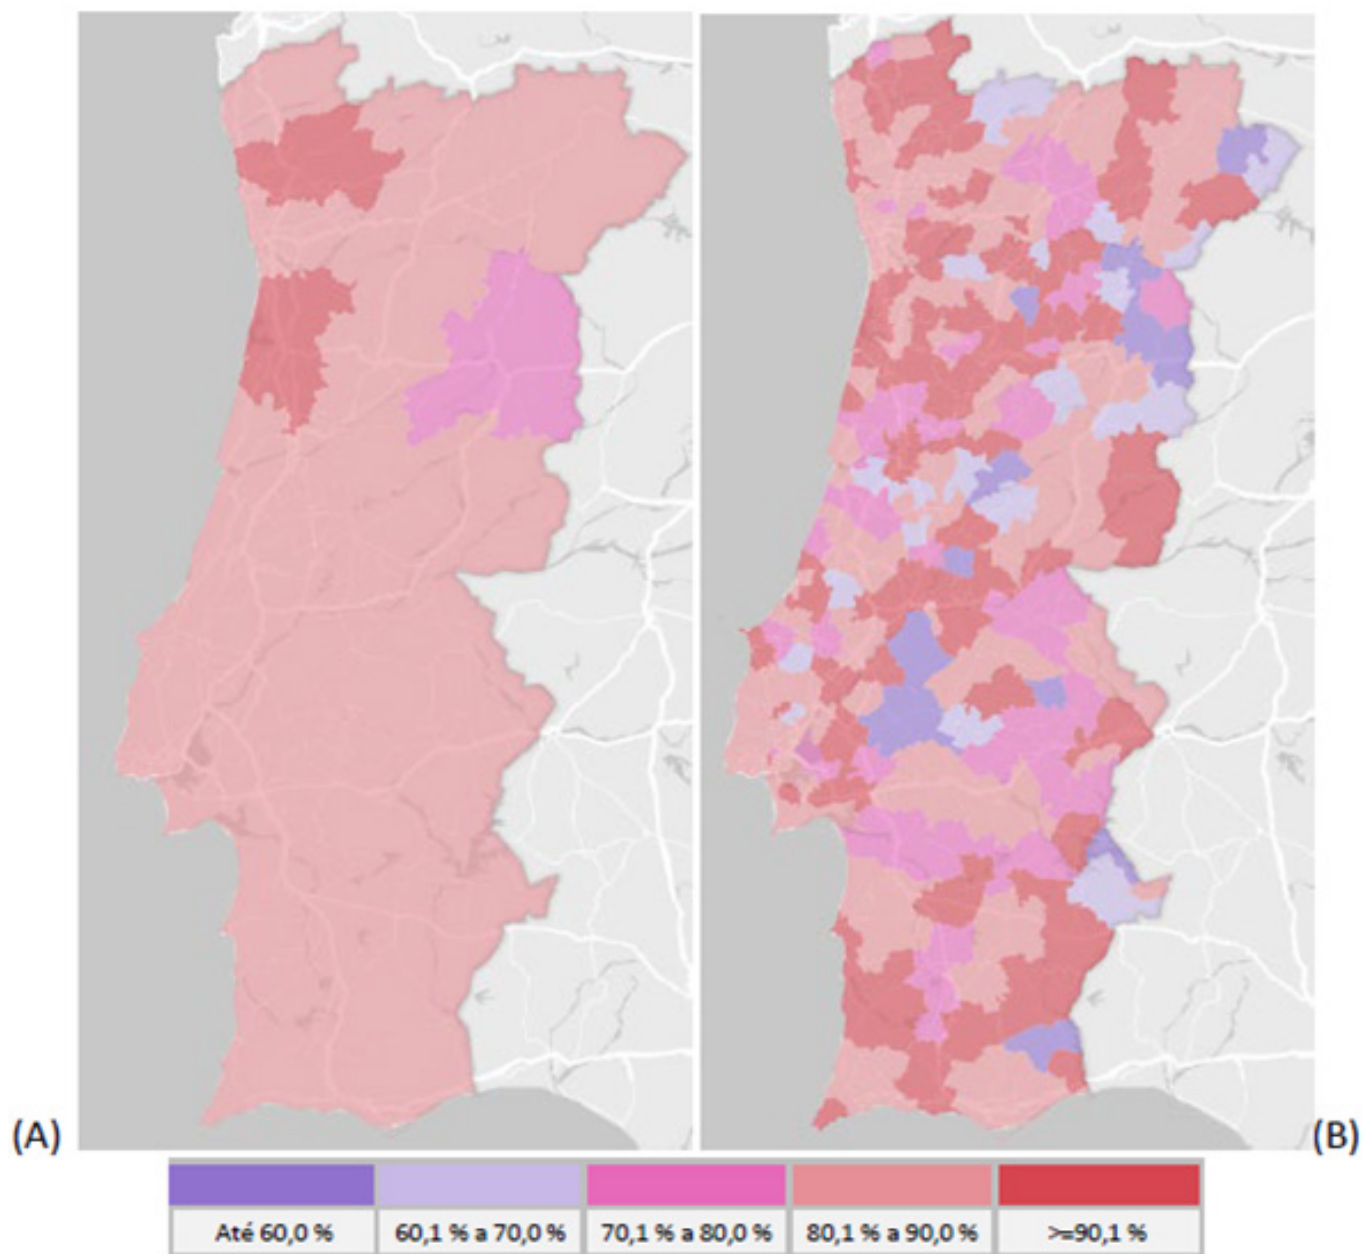 (A)
(B)
Até 60,0 %
60,1 % a 70,0 %
70,1 % a 80,0 %
80,1 % a 90,0 %
>=90,1 %